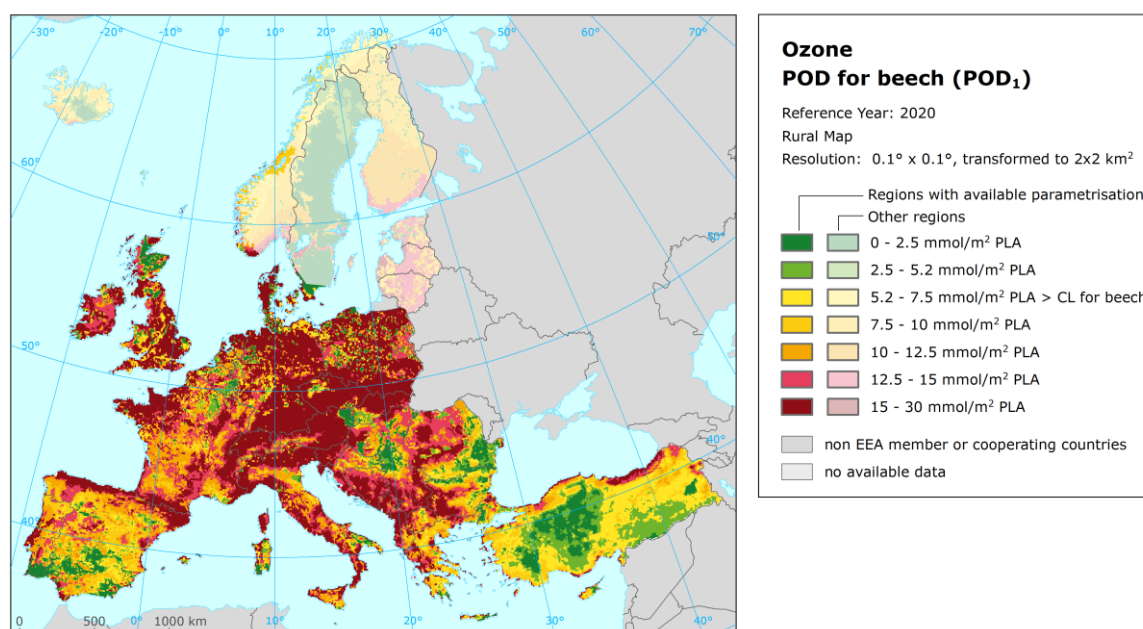 -30°
-20°
-10°
0°
10°
20°
30°
40°
50°
60°
70°
60°
60°
50°
50°
40°
40°
0 500 1000 km
0°
10°
20°
30°
40°
Ozone
POD for beech (POD₁)
Reference Year: 2020
Rural Map
Resolution: 0.1° x 0.1°, transformed to 2x2 km²
Regions with available parametrisation
Other regions
0 - 2.5 mmol/m² PLA
2.5 - 5.2 mmol/m² PLA
5.2 - 7.5 mmol/m² PLA > CL for beech
7.5 - 10 mmol/m² PLA
10 - 12.5 mmol/m² PLA
12.5 - 15 mmol/m² PLA
15 - 30 mmol/m² PLA
non EEA member or cooperating countries
no available data